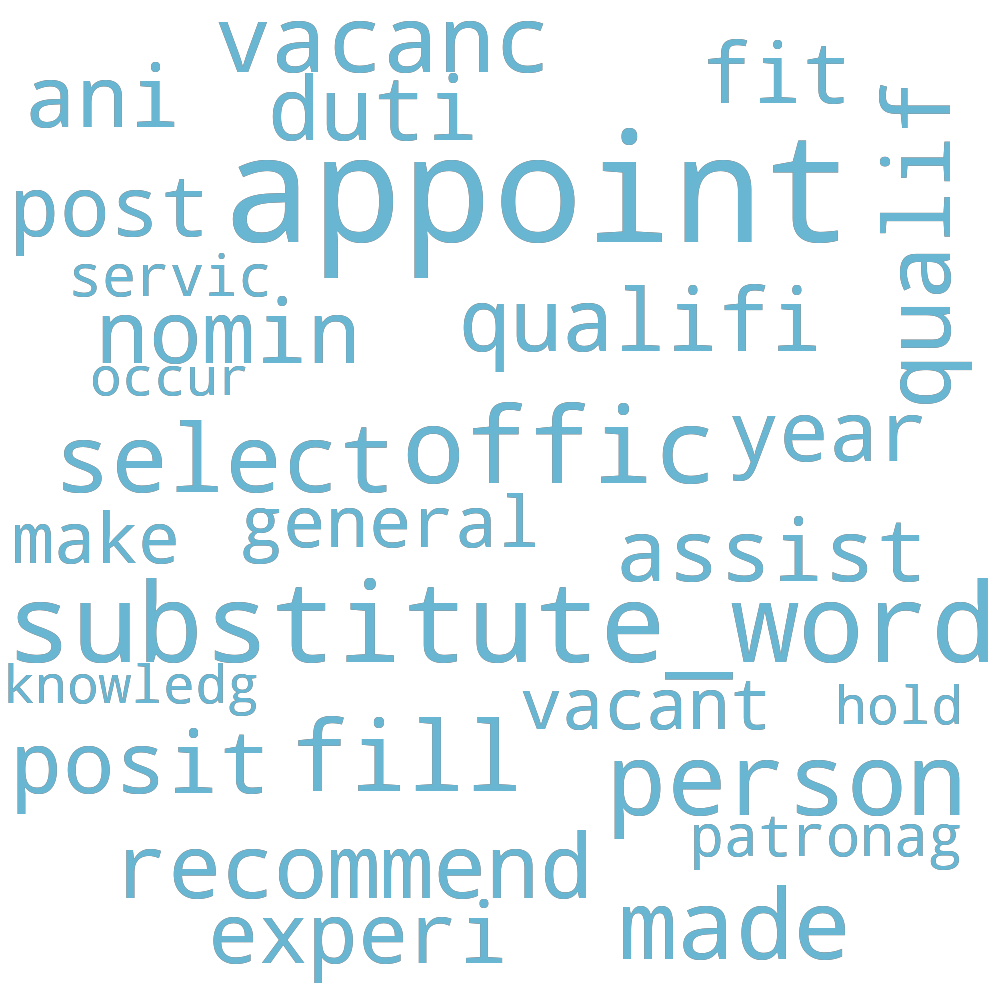 vacanc
fit
ani
duti
qualif
appoint
post
servic
nomin
qualifi
occur
select
offic
year
make
general
assist
substitute_word
knowledg
vacant
hold
posit
fill
person
patronag
recommend
experi
made